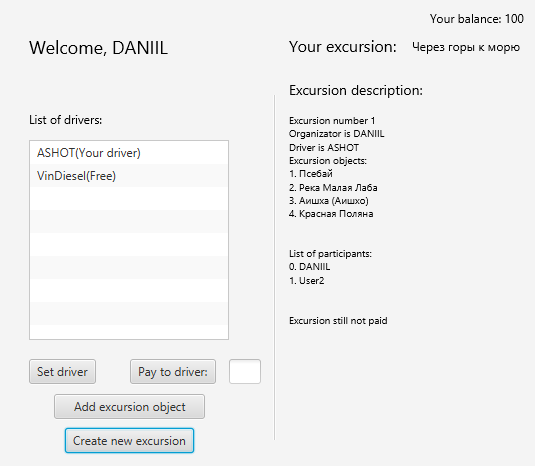 Your balance: 100
Welcome, DANIIL
Your excursion: Через горы к морю
Excursion description:
List of drivers:
ASHOT(Your driver)
VinDiesel(Free)
Excursion number 1
Organizator is DANIIL
Driver is ASHOT
Excursion objects:
1. Псебай
2. Река Малая Лаба
3. Аишха (Аишхо)
4. Красная Поляна
List of participants:
0. DANIIL
1. User2
Excursion still not paid
Set driver
Pay to driver:
Add excursion object
Create new excursion